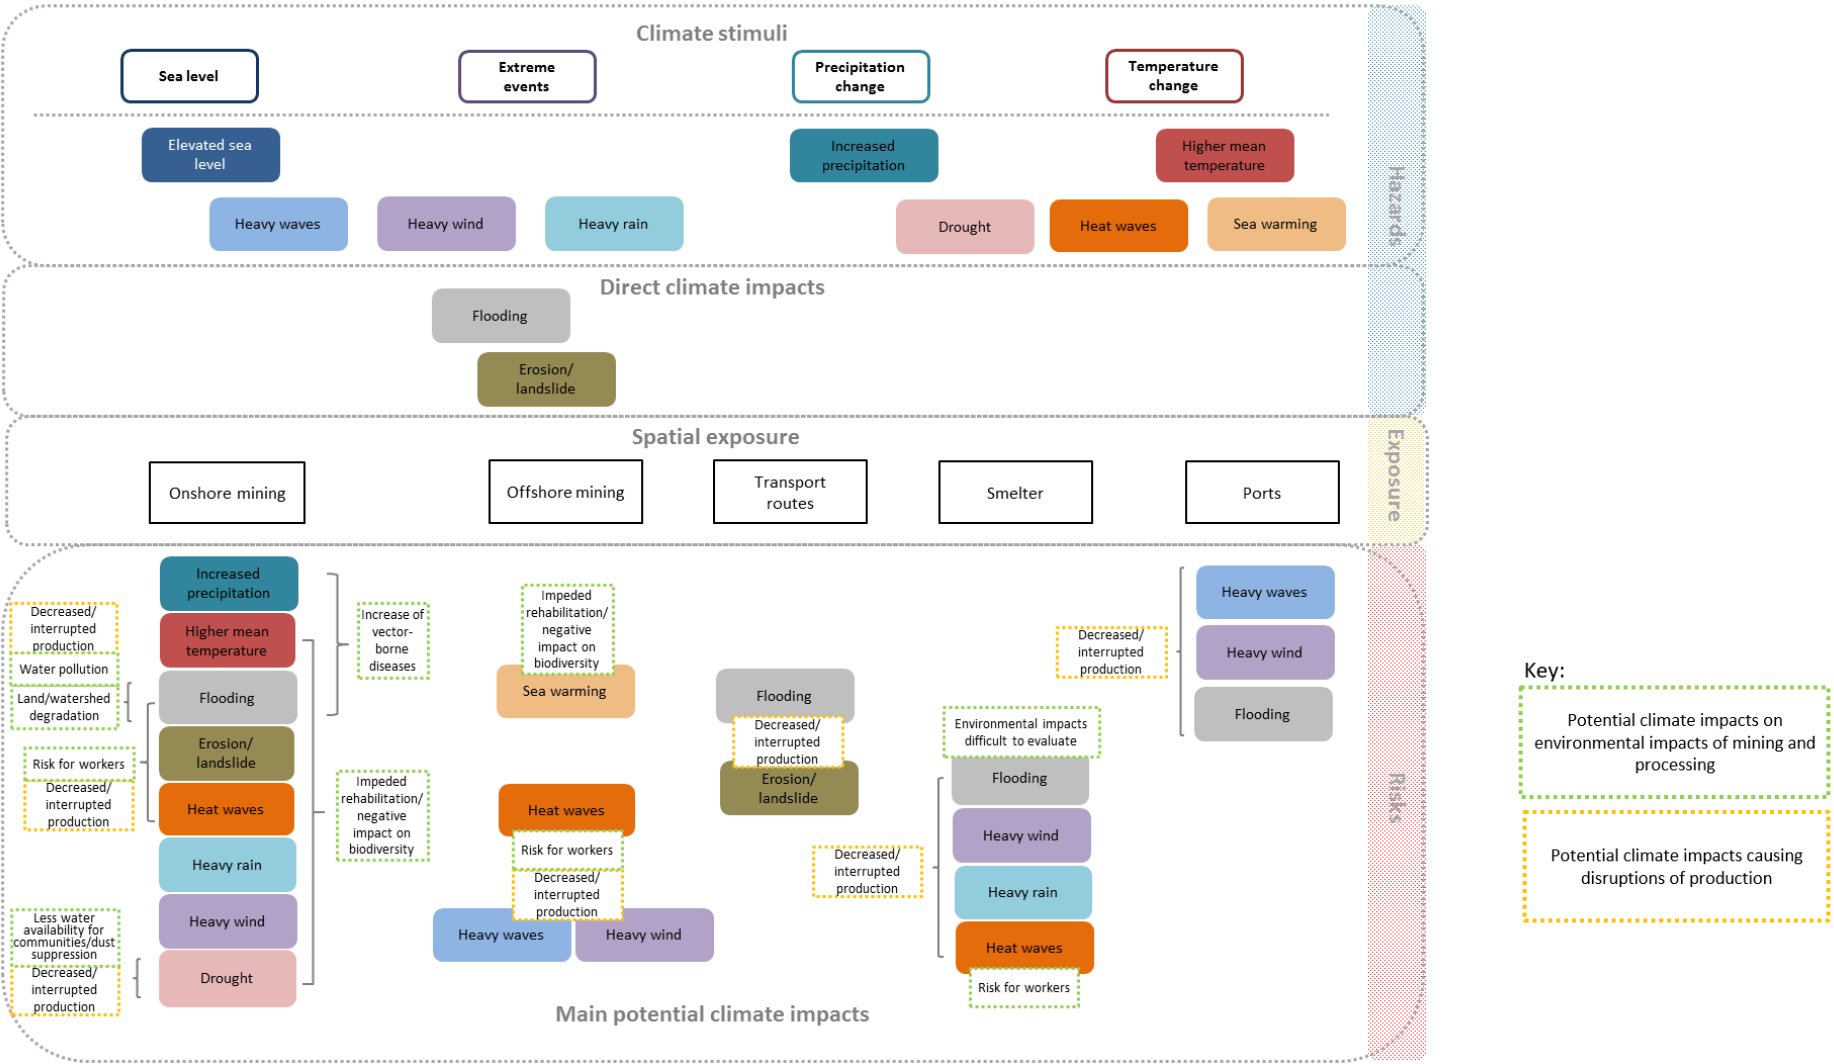 Climate stimuli
Sea level
Extreme
events
Precipitation
change
Temperature
change
Elevated sea
level
Increased
precipitation
Higher mean
temperature
Heavy waves
Heavy wind
Heavy rain
Drought
Heat waves
Sea warming
Hazards
Direct climate impacts
Flooding
Erosion/
landslide
Spatial exposure
Onshore mining
Offshore mining
Transport
routes
Smelter
Ports
Exposure
Increased
precipitation
Higher mean
temperature
Flooding
Erosion/
landslide
Heat waves
Heavy rain
Heavy wind
Drought
Decreased/
interrupted
production
Water pollution
Land/watershed
degradation
Risk for workers
Decreased/
interrupted
production
Less water
availability for
communities/dust
suppression
Decreased/
interrupted
production
Increase of
vector-
borne
diseases
Impeded
rehabilitation/
negative
impact on
biodiversity
Impeded
rehabilitation/
negative
impact on
biodiversity
Sea warming
Heat waves
Risk for workers
Decreased/
interrupted
production
Heavy waves
Heavy wind
Flooding
Decreased/
interrupted
production
Erosion/
landslide
Environmental impacts
difficult to evaluate
Flooding
Heavy wind
Heavy rain
Heat waves
Risk for workers
Decreased/
interrupted
production
Heavy waves
Heavy wind
Flooding
Decreased/
interrupted
production
Risks
Main potential climate impacts
Key:
Potential climate impacts on
environmental impacts of mining and
processing
Potential climate impacts causing
disruptions of production